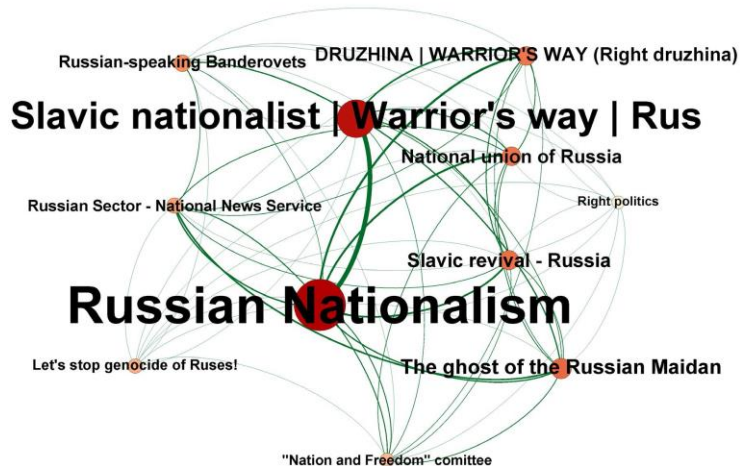 Russian-speaking Banderovets
DRUZHINA | WARRIOR'S WAY (Right druzhina)
Slavic nationalist | Warrior's way | Rus
National union of Russia
Russian Sector - National News Service
Right politics
Slavic revival - Russia
Russian Nationalism
Let's stop genocide of Ruses!
The ghost of the Russian Maidan
"Nation and Freedom" comittee